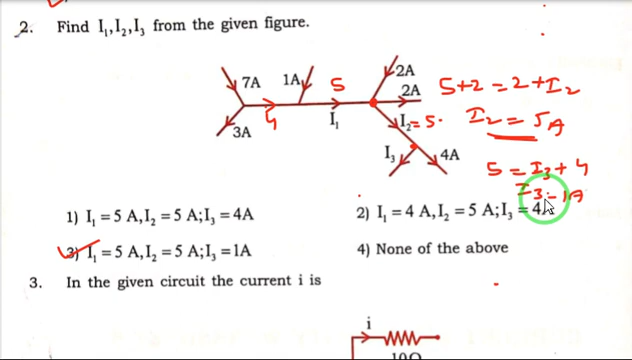 2. Find I₁,I₂,I₃ from the given figure.
7A 1A 5 2A
2A 5+2=2+I₂
3A 4 I₁ I₂=5. I₂=5A
I₃ 4A 5=I₃+4
I₃=1A
1) I₁ = 5 A,I₂ = 5 A;I₃ = 4A 2) I₁ = 4 A,I₂ = 5 A;I₃ = 4A
3) I₁ = 5 A,I₂ = 5 A;I₃ = 1A 4) None of the above
3. In the given circuit the current i is
i
10Ω